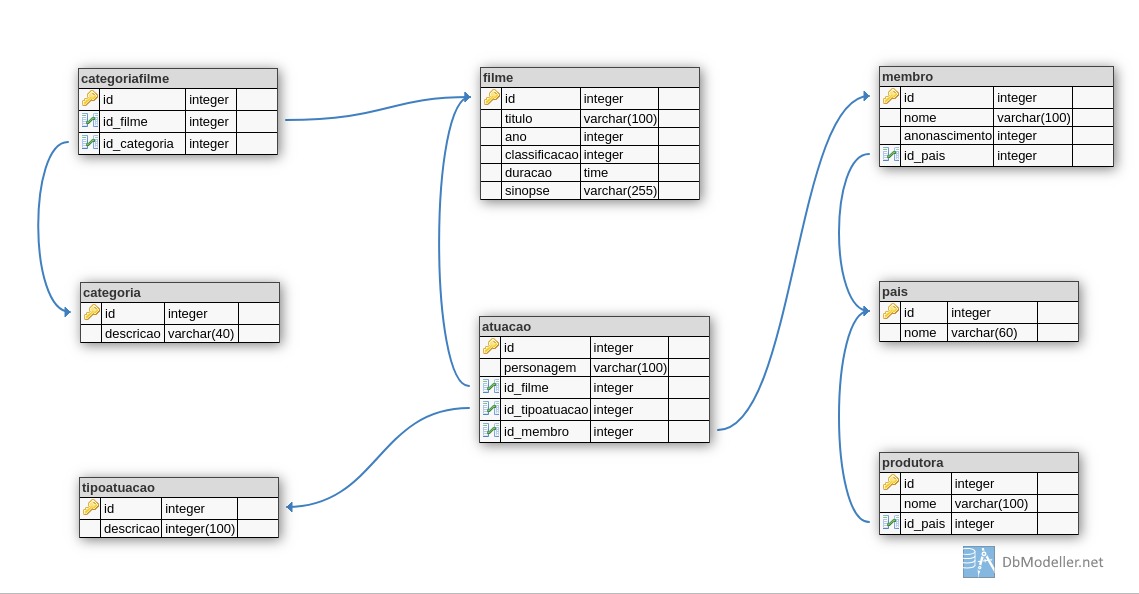 categoriafilme
id integer
id_filme integer
id_categoria integer
filme
id integer
titulo varchar(100)
ano integer
classificacao integer
duracao time
sinopse varchar(255)
membro
id integer
nome varchar(100)
anonascimento integer
id_pais integer
categoria
id integer
descricao varchar(40)
atuacao
id integer
personagem varchar(100)
id_filme integer
id_tipoatuacao integer
id_membro integer
pais
id integer
nome varchar(60)
tipoatuacao
id integer
descricao integer(100)
produtora
id integer
nome varchar(100)
id_pais integer
DbModeller.net